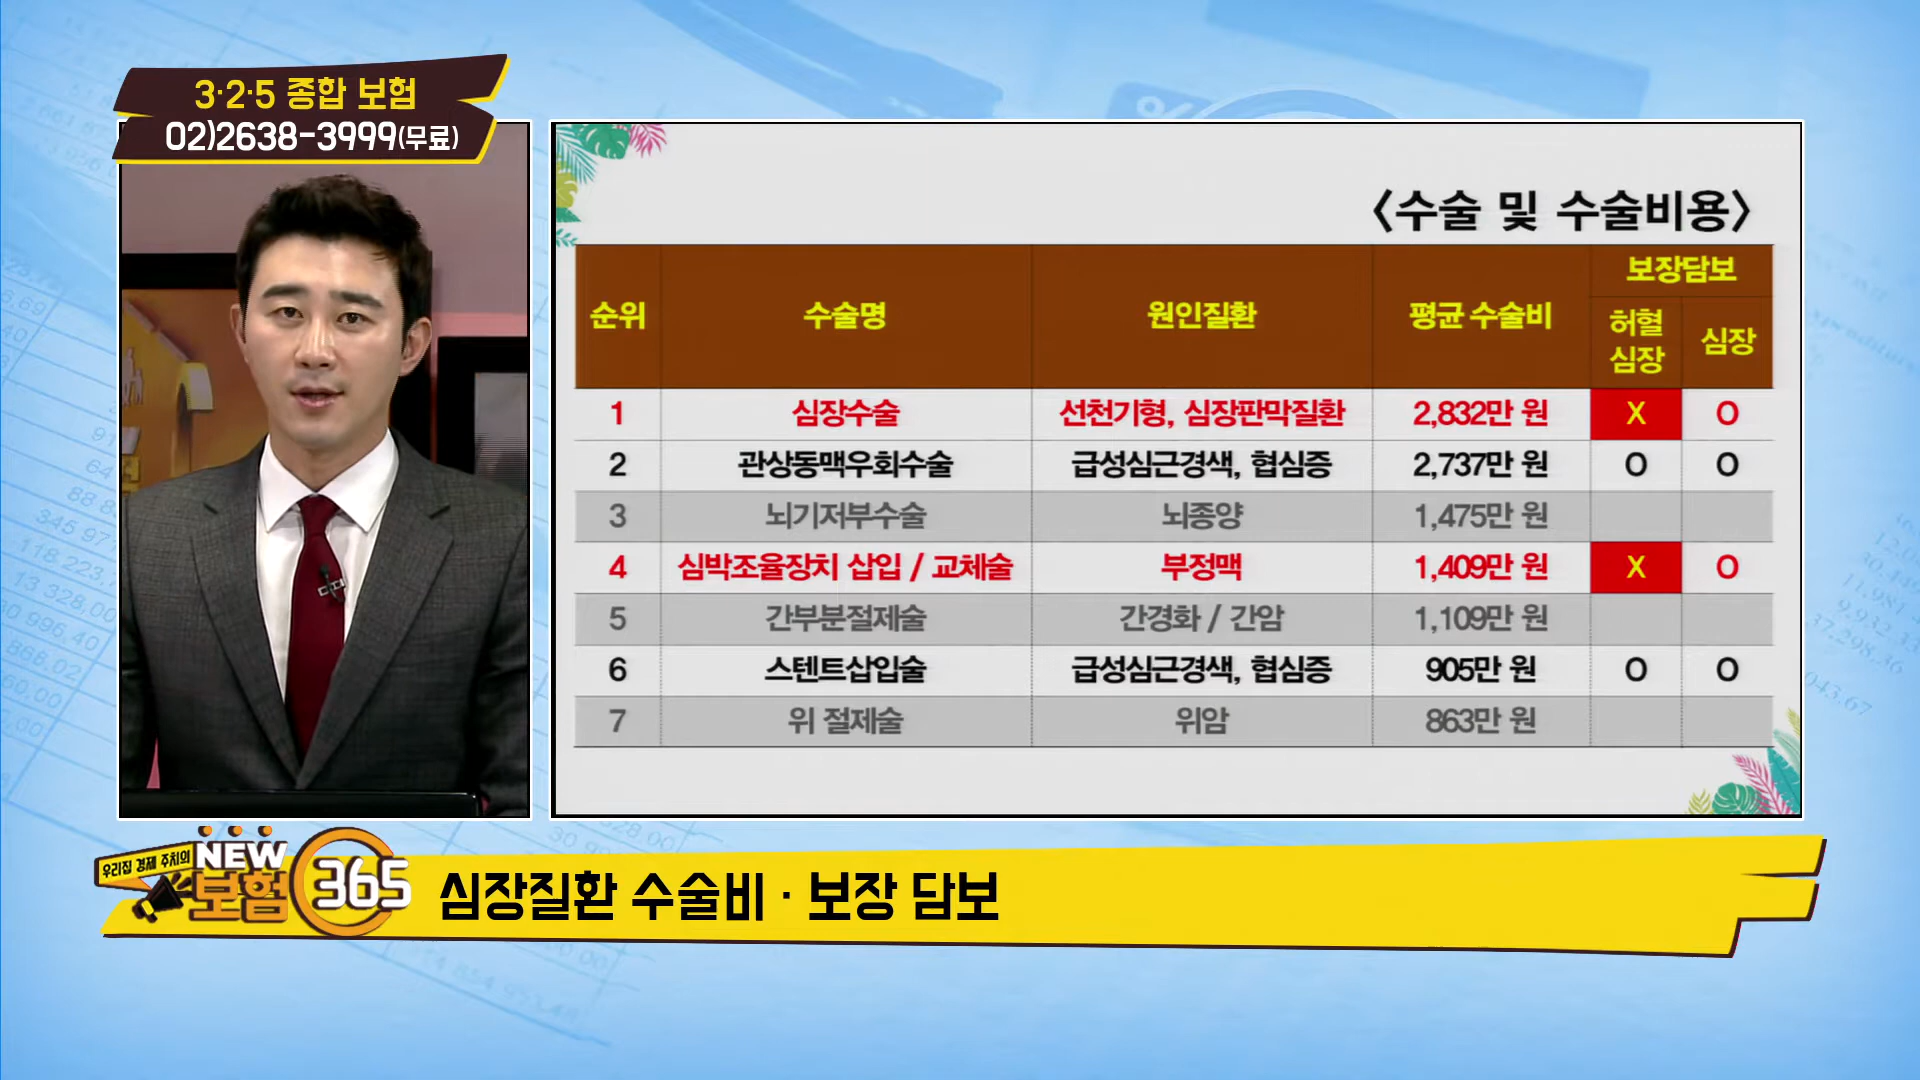 3·2·5 종합 보험
02)2638-3999(무료)
<수술 및 수술비용>
순위 수술명 원인질환 평균 수술비 보장담보
허혈 심장 심장
1 심장수술 선천기형, 심장판막질환 2,832만 원 X O
2 관상동맥우회수술 급성심근경색, 협심증 2,737만 원 O O
3 뇌기저부수술 뇌종양 1,475만 원
4 심박조율장치 삽입 / 교체술 부정맥 1,409만 원 X O
5 간부분절제술 간경화 / 간암 1,109만 원
6 스텐트삽입술 급성심근경색, 협심증 905만 원 O O
7 위 절제술 위암 863만 원
우리집 경제 주치의
NEW
보험 365
심장질환 수술비 · 보장 담보